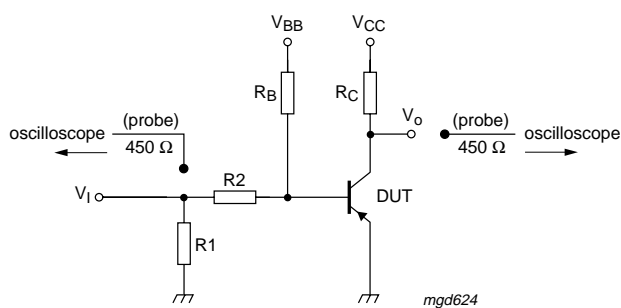 V_BB V_CC
R_B R_C
(probe) V_o (probe)
oscilloscope 450 Ω 450 Ω oscilloscope
V_I R2 DUT
R1
mgd624